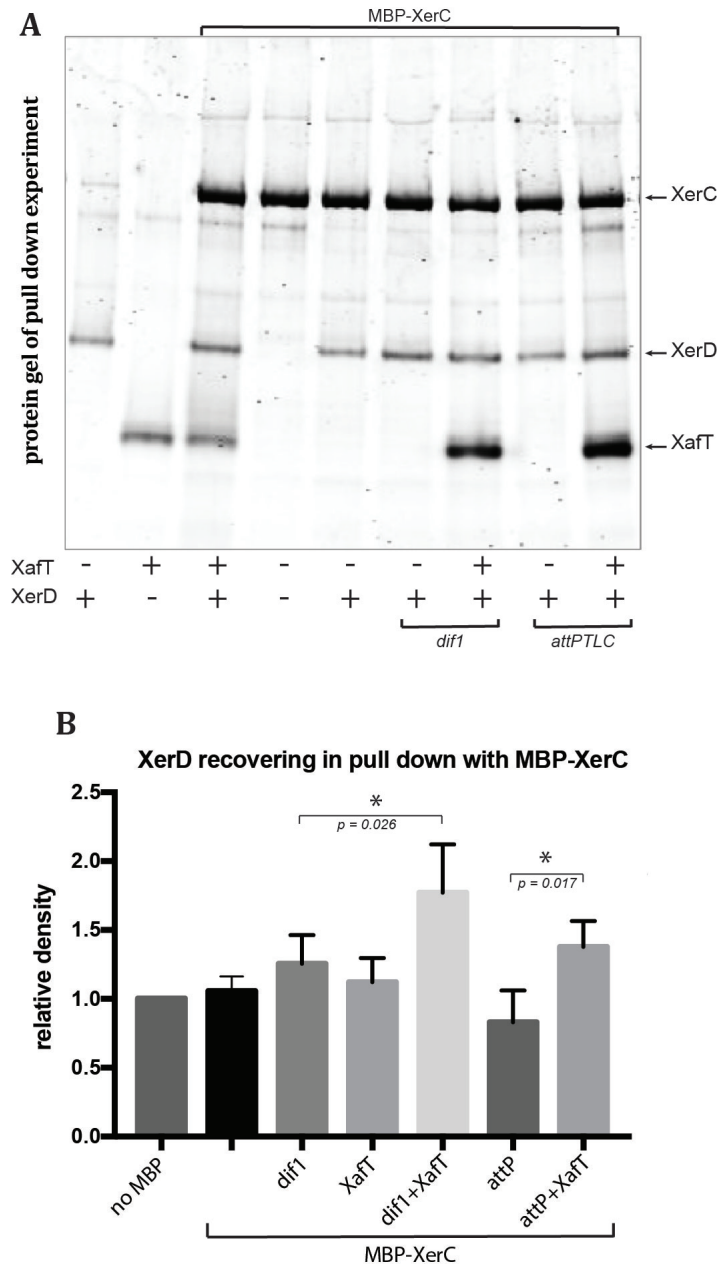 A
MBP-XerC
protein gel of pull down experiment
XerC
XerD
XafT
XafT - + + - - - + - +
XerD + - + - + + + + +
dif1 attPTLC
B
XerD recovering in pull down with MBP-XerC
2.5
*
p = 0.026
2.0
*
p = 0.017
1.5
1.0
0.5
0.0
relative density
no MBP dif1 XafT dif1+XafT attP attP+XafT
MBP-XerC